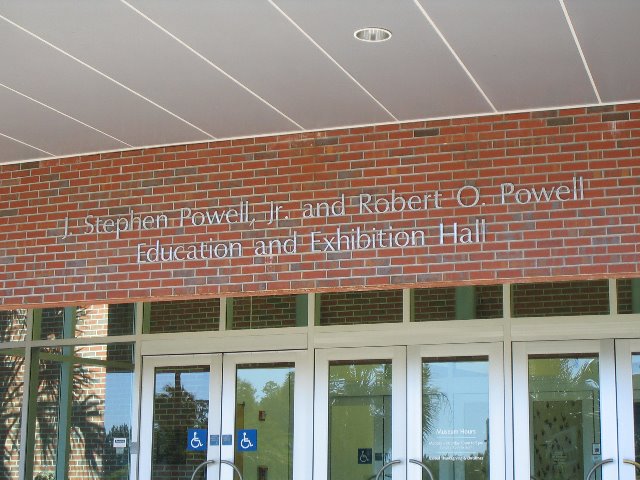 J. Stephen Powell, Jr. and Robert O. Powell
Education and Exhibition Hall
Museum Hours